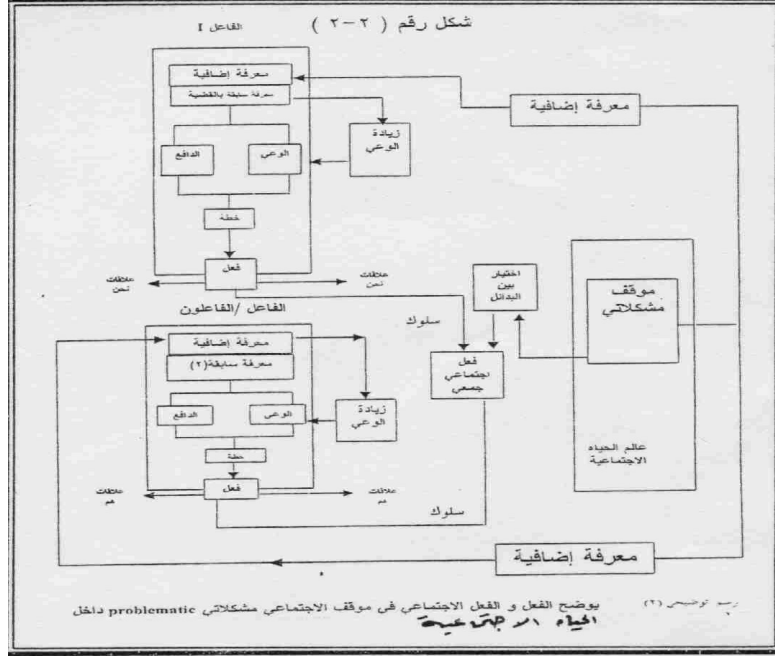 شكل رقم ( ٢-٢ )
الفاعل I
معرفة إضافية
معرفة سابقة بالقضية
معرفة إضافية
زيادة
الوعي
الدافع
الوعي
خطة
فعل
علاقات
نحن
علاقات
نحن
اختيار
بين
البدائل
موقف
مشكلاتي
الفاعل /الفاعلون
سلوك
معرفة إضافية
معرفة سابقة(٢)
فعل
اجتماعي
جمعي
زيادة
الوعي
الدافع
الوعي
خطة
عالم الحياه
الاجتماعية
فعل
علاقات
هم
علاقات
هم
سلوك
معرفة إضافية
رسم توضيحي (٢)
يوضح الفعل و الفعل الاجتماعي في موقف الاجتماعي مشكلاتي problematic داخل
الحياه الاجتماعية